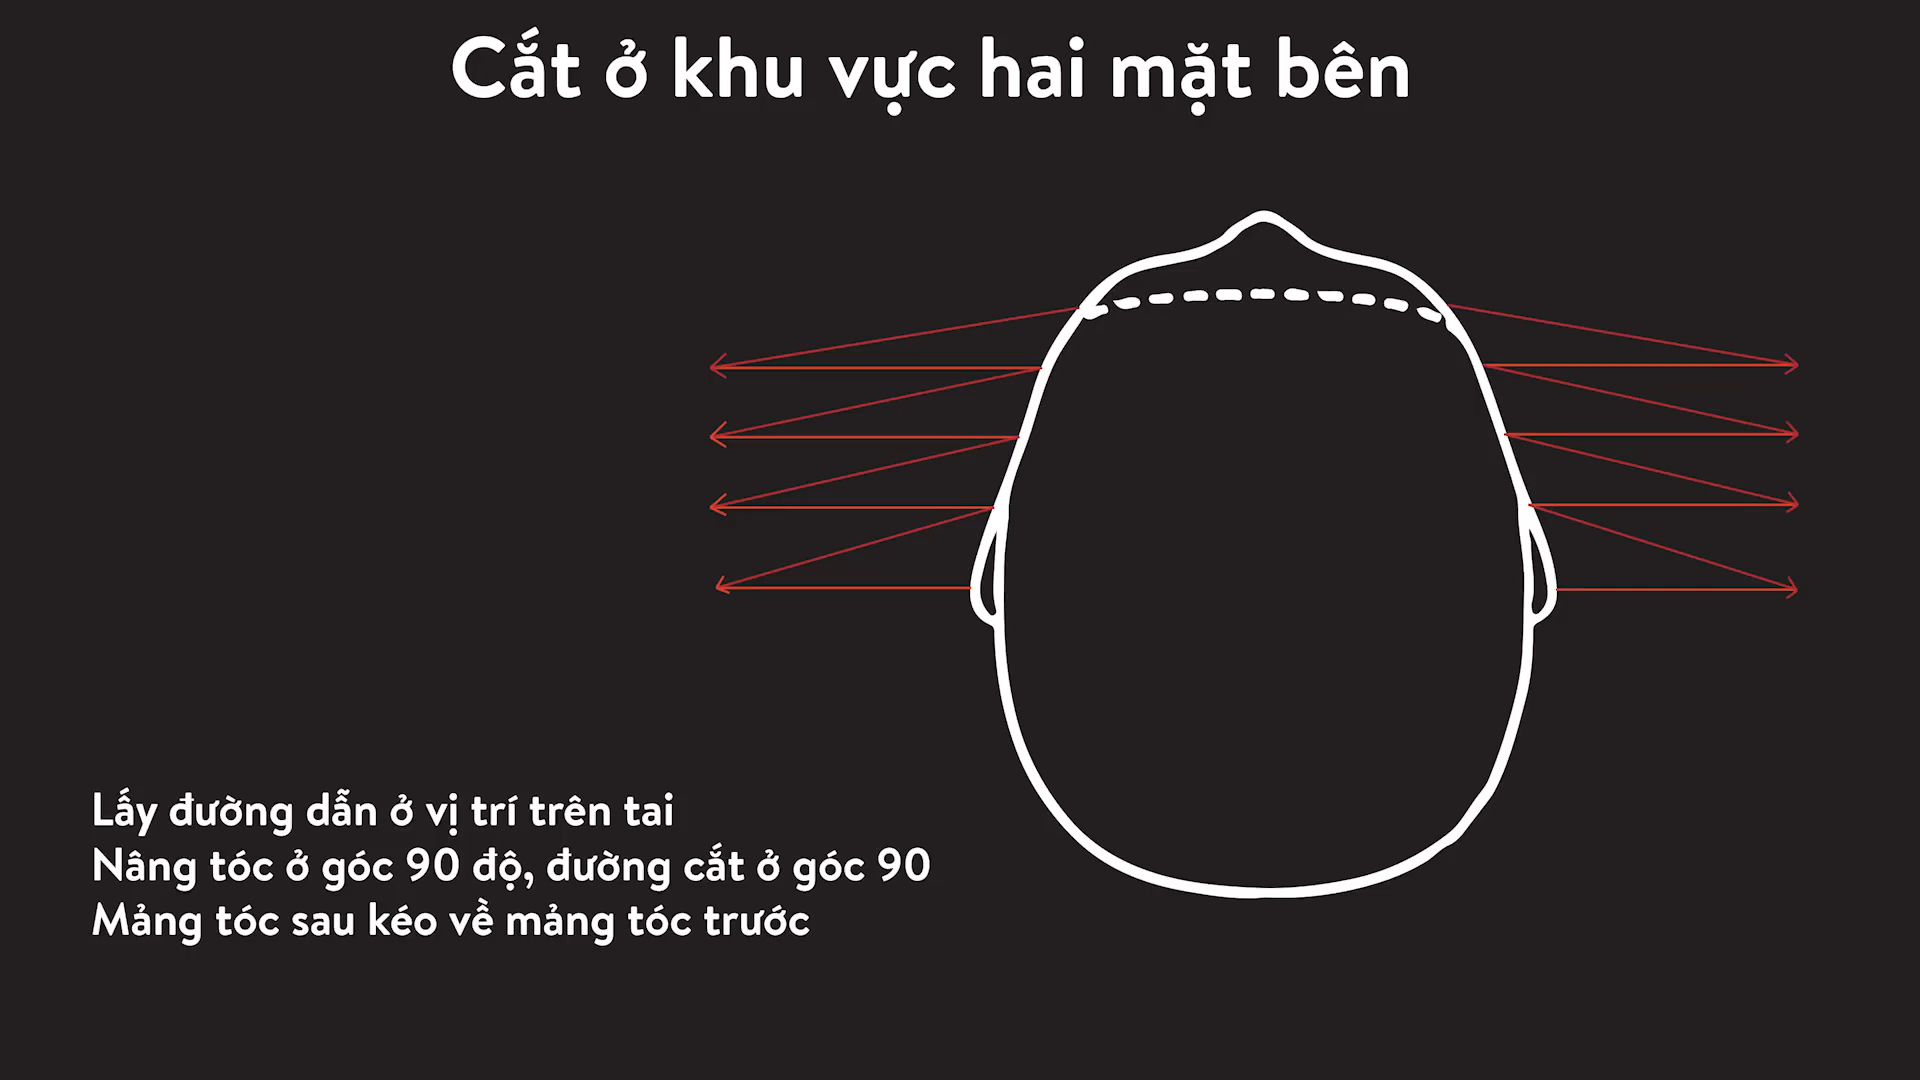 Cắt ở khu vực hai mặt bên
Lấy đường dẫn ở vị trí trên tai
Nâng tóc ở góc 90 độ, đường cắt ở góc 90
Mảng tóc sau kéo về mảng tóc trước